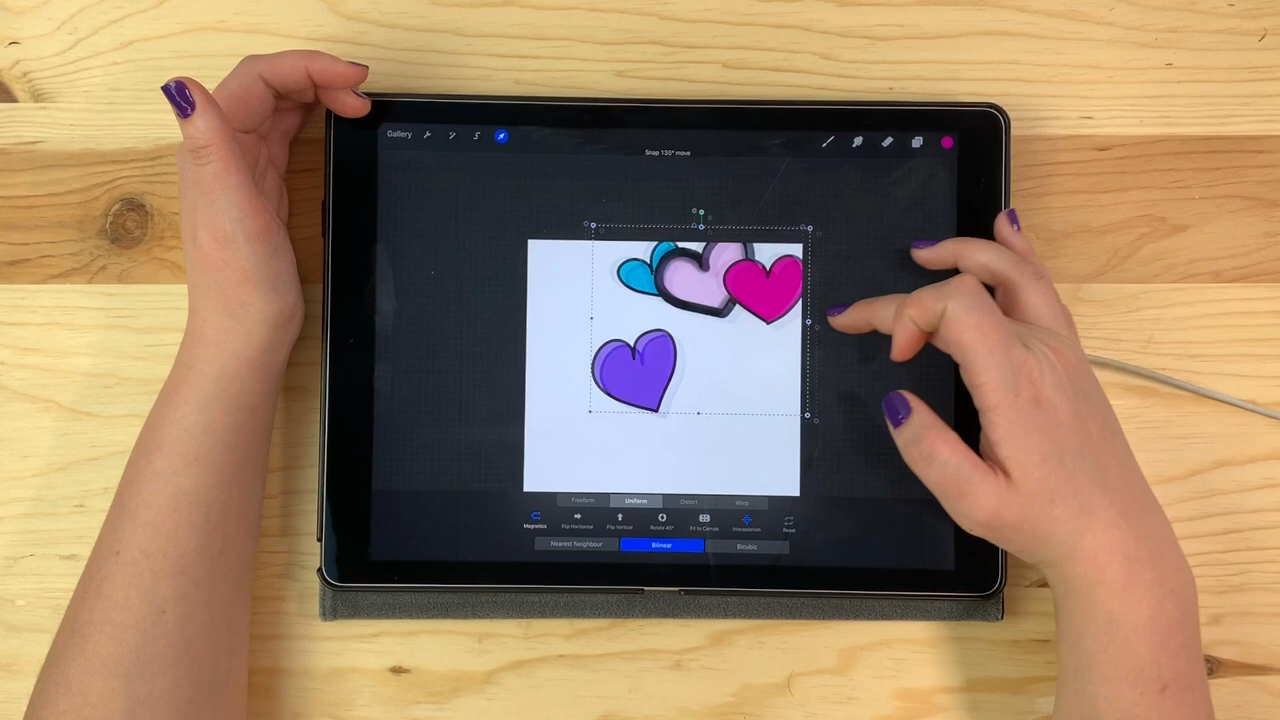 Gallery
Snap 130° move
Freeform Uniform Distort Warp
Magnetics Flip Horizontal Flip Vertical Rotate 45° Fit to Canvas Interpolation Reset
Nearest Neighbour Bilinear Bicubic